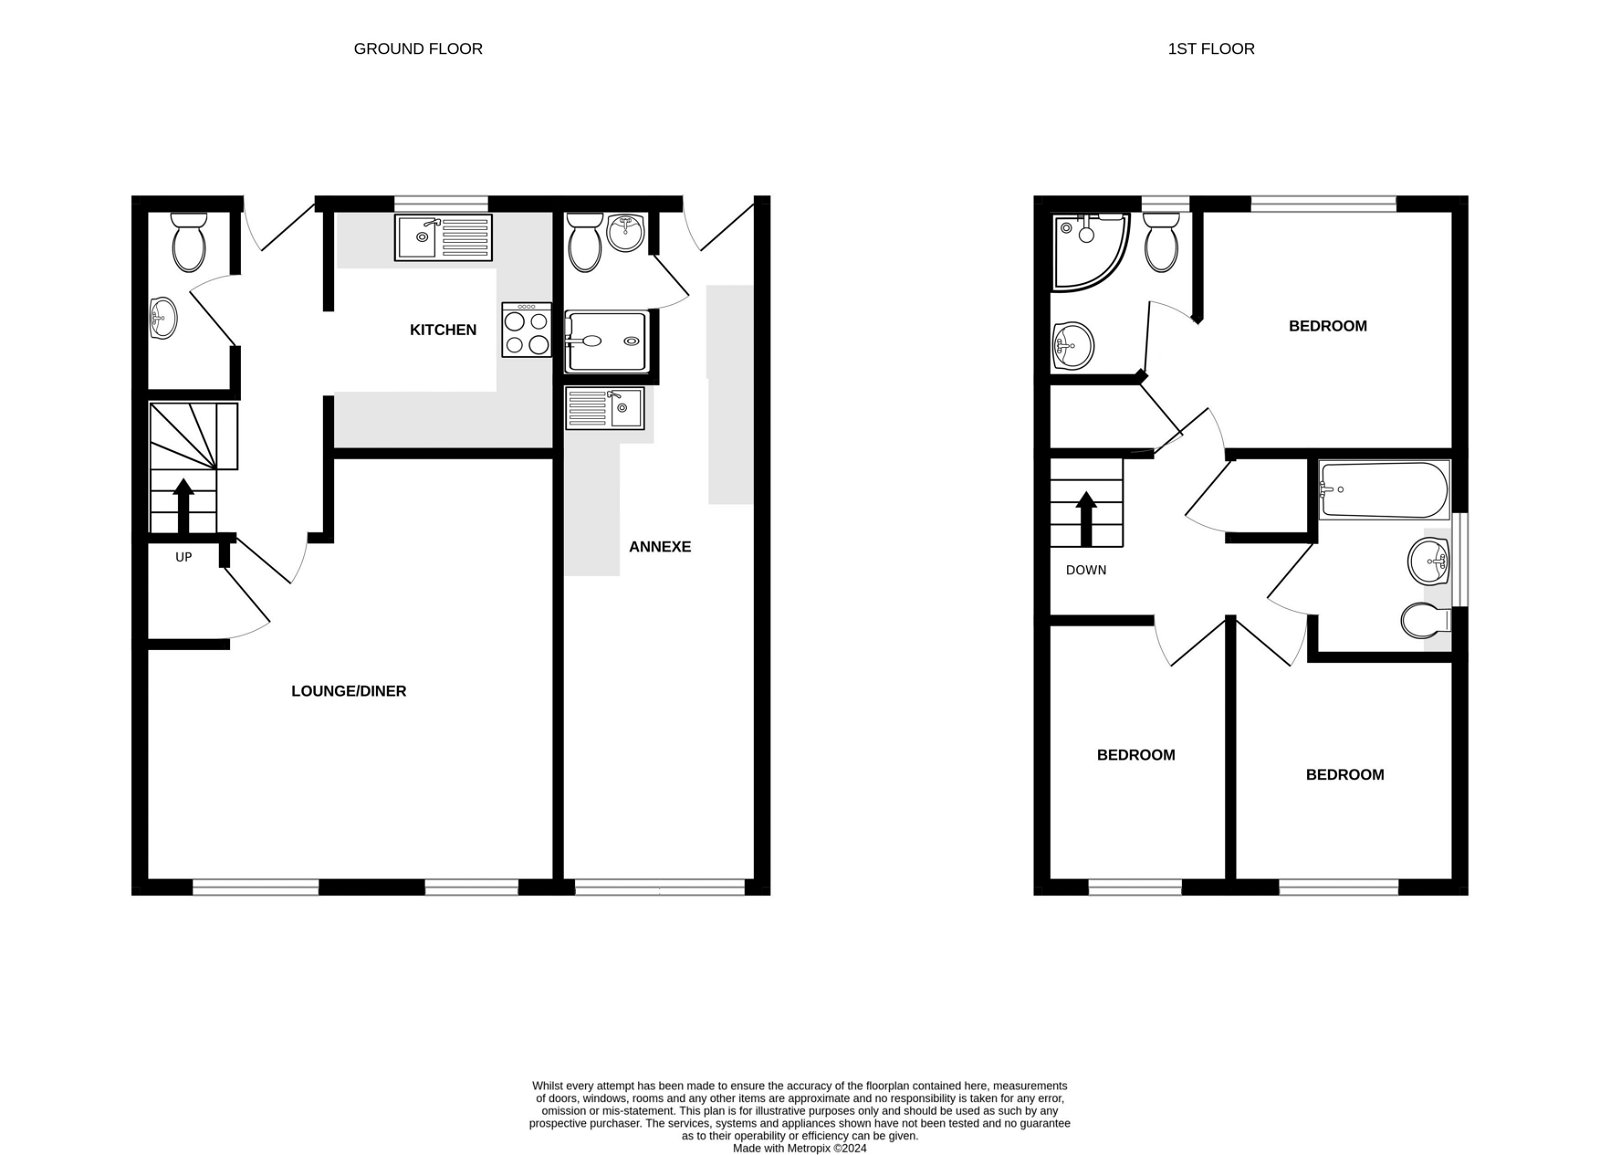 GROUND FLOOR
1ST FLOOR
KITCHEN
BEDROOM
ANNEXE
UP
DOWN
LOUNGE/DINER
BEDROOM
BEDROOM
Whilst every attempt has been made to ensure the accuracy of the floorplan contained here, measurements
of doors, windows, rooms and any other items are approximate and no responsibility is taken for any error,
omission or mis-statement. This plan is for illustrative purposes only and should be used as such by any
prospective purchaser. The services, systems and appliances shown have not been tested and no guarantee
as to their operability or efficiency can be given.
Made with Metropix ©2024